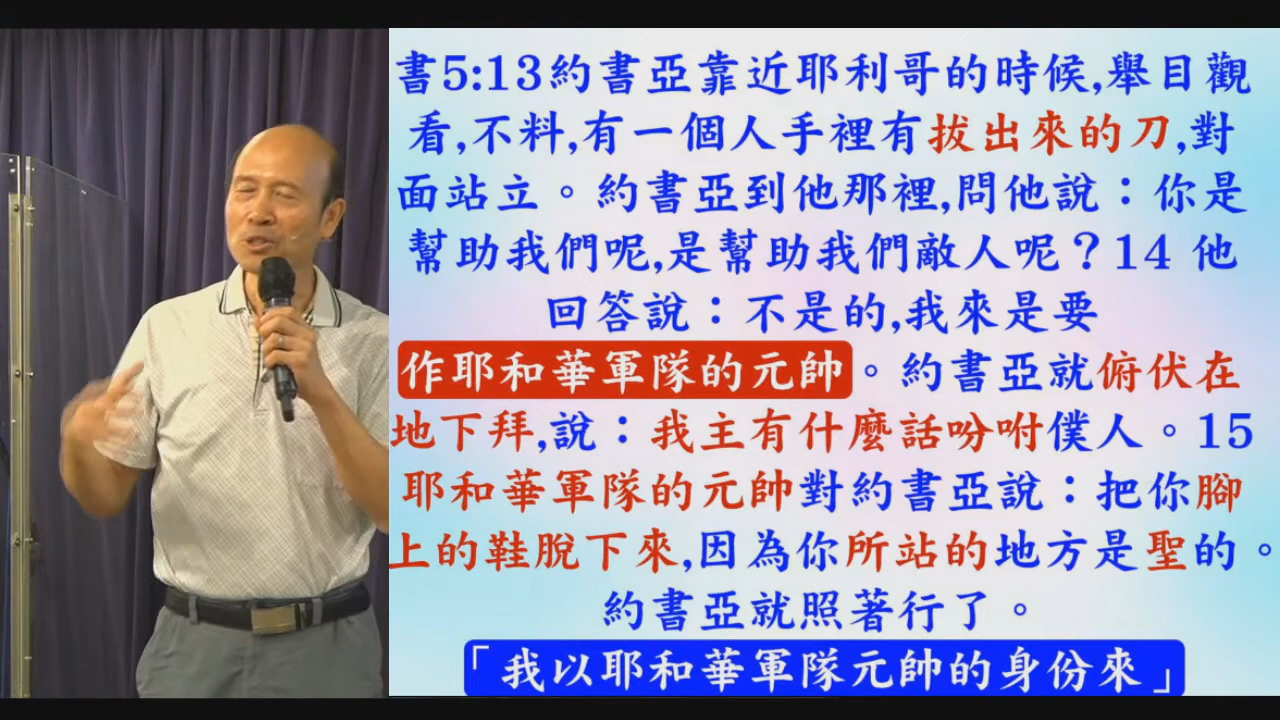 書5:13約書亞靠近耶利哥的時候,舉目觀
看,不料,有一個人手裡有拔出來的刀,對
面站立。約書亞到他那裡,問他說：你是
幫助我們呢,是幫助我們敵人呢？14 他
回答說：不是的,我來是要
作耶和華軍隊的元帥。約書亞就俯伏在
地下拜,說：我主有什麼話吩咐僕人。15
耶和華軍隊的元帥對約書亞說：把你腳
上的鞋脫下來,因為你所站的地方是聖的。
約書亞就照著行了。
「我以耶和華軍隊元帥的身份來」